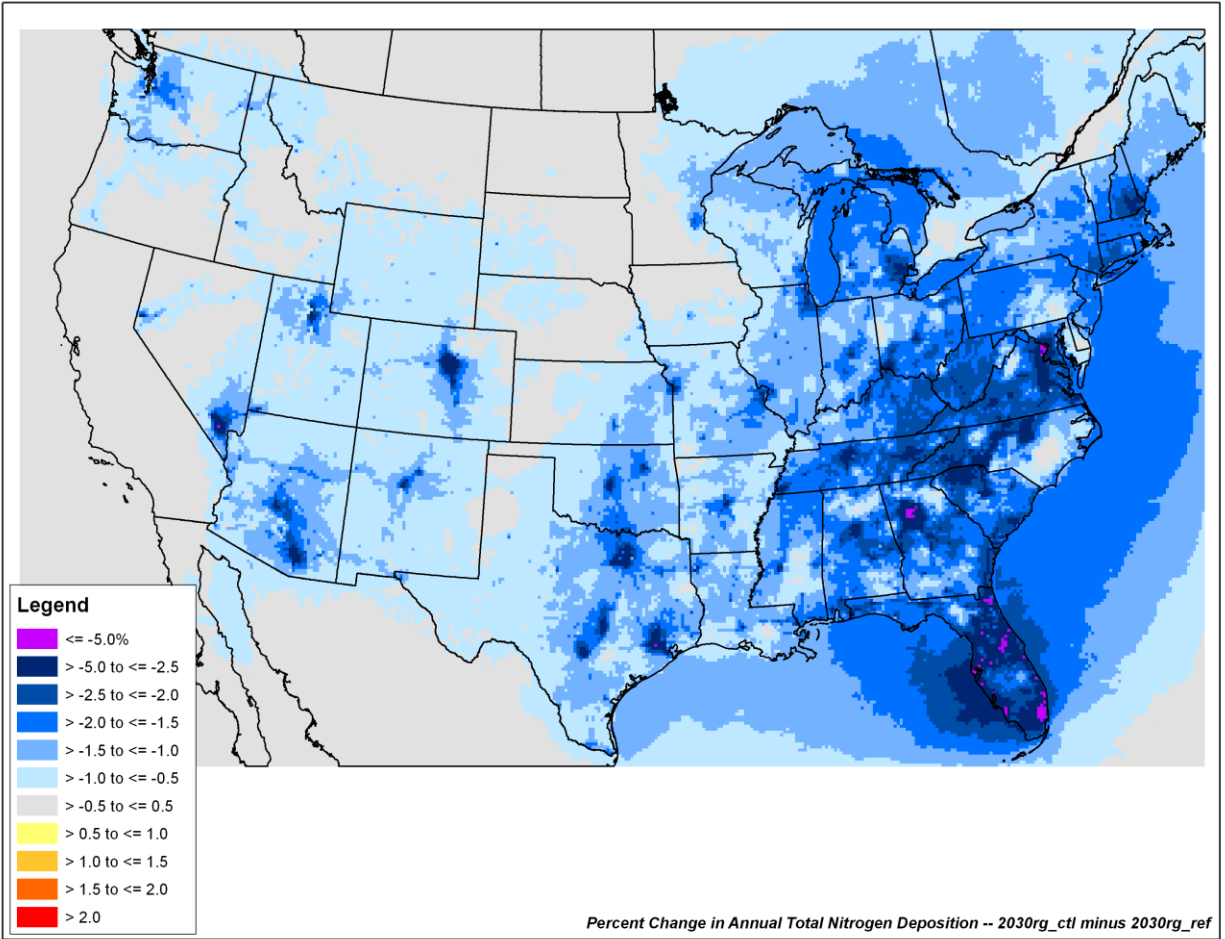 Legend
<= -5.0%
> -5.0 to <= -2.5
> -2.5 to <= -2.0
> -2.0 to <= -1.5
> -1.5 to <= -1.0
> -1.0 to <= -0.5
> -0.5 to <= 0.5
> 0.5 to <= 1.0
> 1.0 to <= 1.5
> 1.5 to <= 2.0
> 2.0
Percent Change in Annual Total Nitrogen Deposition -- 2030rg_ctl minus 2030rg_ref